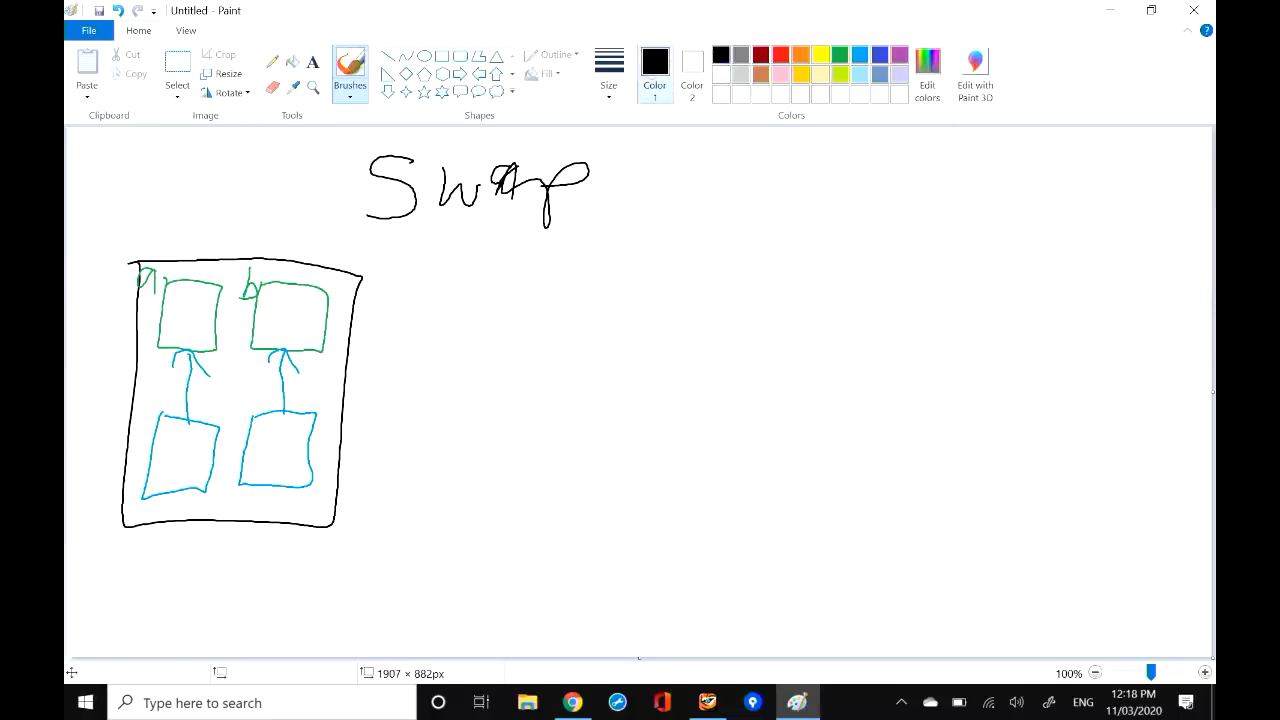 Untitled - Paint
File Home View
Paste Cut Copy
Clipboard
Select Crop Resize Rotate
Image
A
Tools
Brushes
Outline Fill
Shapes
Size
Color 1
Color 2
Edit colors
Edit with Paint 3D
Colors
Swap
a b
1907 × 882px 100%
Type here to search
ENG
12:18 PM
11/03/2020